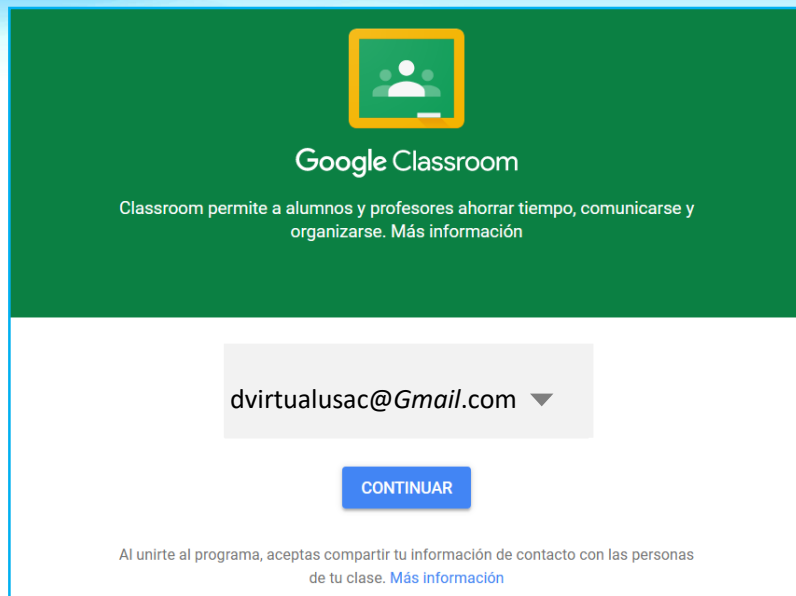 Google Classroom
Classroom permite a alumnos y profesores ahorrar tiempo, comunicarse y
organizarse. Más información
dvirtualusac@Gmail.com
CONTINUAR
Al unirte al programa, aceptas compartir tu información de contacto con las personas
de tu clase. Más información